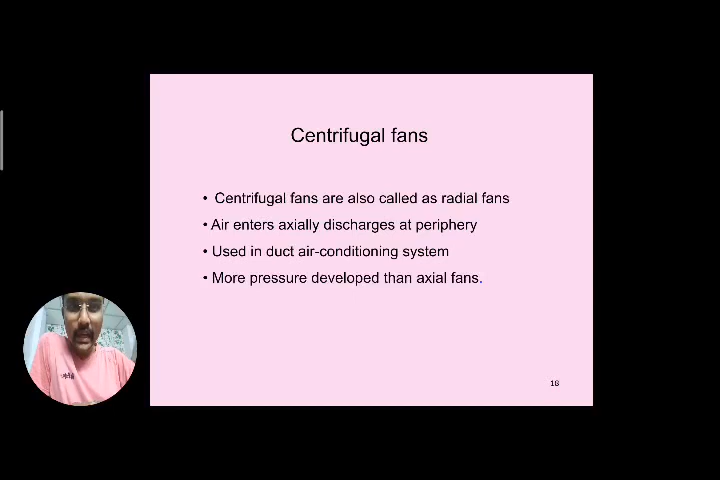 Centrifugal fans
• Centrifugal fans are also called as radial fans
• Air enters axially discharges at periphery
• Used in duct air-conditioning system
• More pressure developed than axial fans.
18